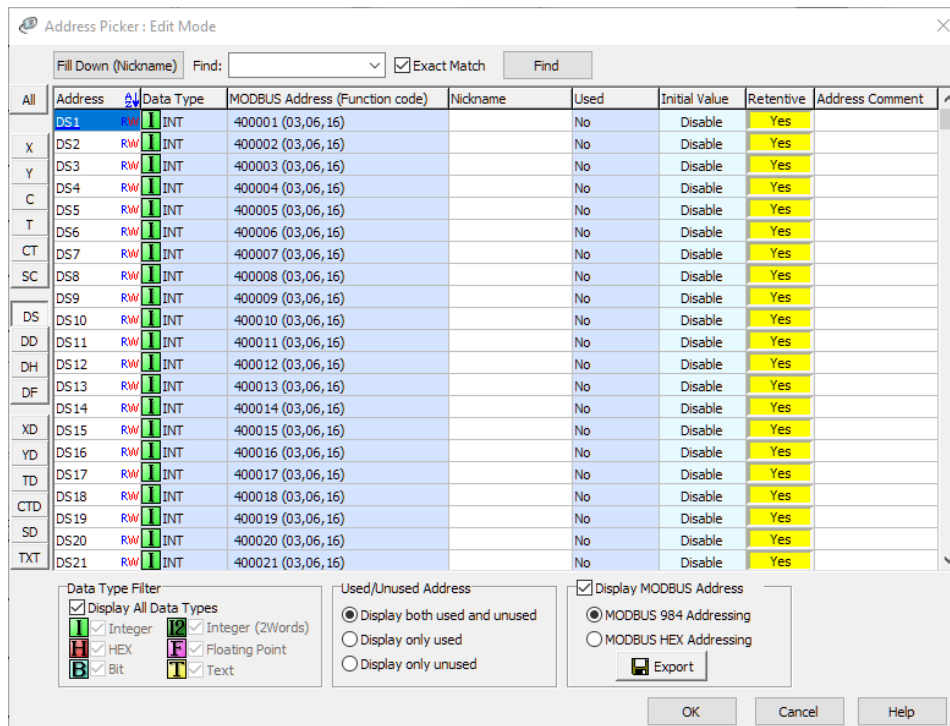 Address Picker : Edit Mode
Fill Down (Nickname) Find: Exact Match Find
All Address Data Type MODBUS Address (Function code) Nickname Used Initial Value Retentive Address Comment
DS1 RW I INT 400001 (03,06,16) No Disable Yes
X DS2 RW I INT 400002 (03,06,16) No Disable Yes
Y DS3 RW I INT 400003 (03,06,16) No Disable Yes
DS4 RW I INT 400004 (03,06,16) No Disable Yes
C DS5 RW I INT 400005 (03,06,16) No Disable Yes
T DS6 RW I INT 400006 (03,06,16) No Disable Yes
CT DS7 RW I INT 400007 (03,06,16) No Disable Yes
SC DS8 RW I INT 400008 (03,06,16) No Disable Yes
DS9 RW I INT 400009 (03,06,16) No Disable Yes
DS DS10 RW I INT 400010 (03,06,16) No Disable Yes
DD DS11 RW I INT 400011 (03,06,16) No Disable Yes
DH DS12 RW I INT 400012 (03,06,16) No Disable Yes
DF DS13 RW I INT 400013 (03,06,16) No Disable Yes
DS14 RW I INT 400014 (03,06,16) No Disable Yes
XD DS15 RW I INT 400015 (03,06,16) No Disable Yes
YD DS16 RW I INT 400016 (03,06,16) No Disable Yes
TD DS17 RW I INT 400017 (03,06,16) No Disable Yes
CTD DS18 RW I INT 400018 (03,06,16) No Disable Yes
DS19 RW I INT 400019 (03,06,16) No Disable Yes
SD DS20 RW I INT 400020 (03,06,16) No Disable Yes
TXT DS21 RW I INT 400021 (03,06,16) No Disable Yes
Data Type Filter Used/Unused Address Display MODBUS Address
Display All Data Types Display both used and unused MODBUS 984 Addressing
I Integer I2 Integer (2Words) Display only used MODBUS HEX Addressing
H HEX F Floating Point Display only unused Export
B Bit T Text
OK Cancel Help